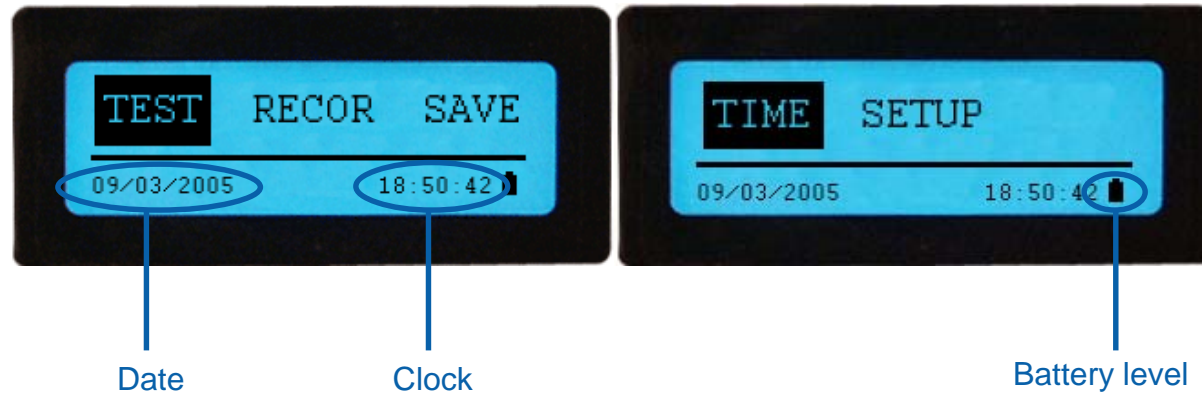 TEST RECOR SAVE
09/03/2005 18:50:42
TIME SETUP
09/03/2005 18:50:42
Date Clock Battery level